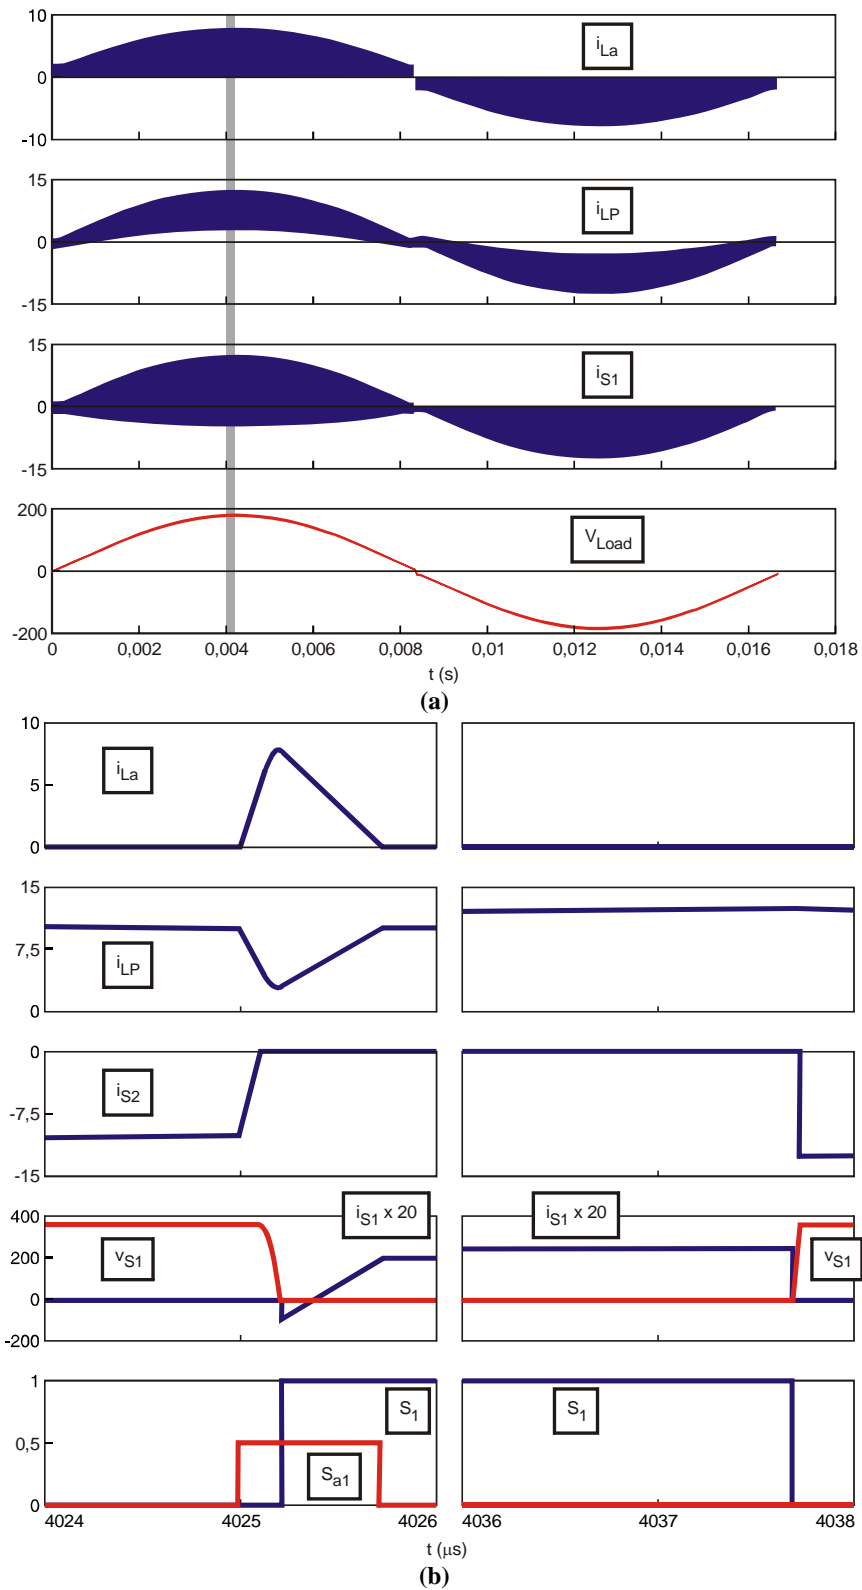 10
0
-10
i_La
15
0
-15
i_LP
15
0
-15
i_S1
200
0
-200
V_Load
0 0,002 0,004 0,006 0,008 0,01 0,012 0,014 0,016 0,018
t (s)
(a)
10
5
0
i_La
15
7,5
0
i_LP
0
-7,5
-15
i_S2
400
200
0
-200
v_S1
i_S1 x 20
i_S1 x 20
v_S1
1
0,5
0
S_1
S_a1
S_1
4024 4025 4026 4036 4037 4038
t (μs)
(b)